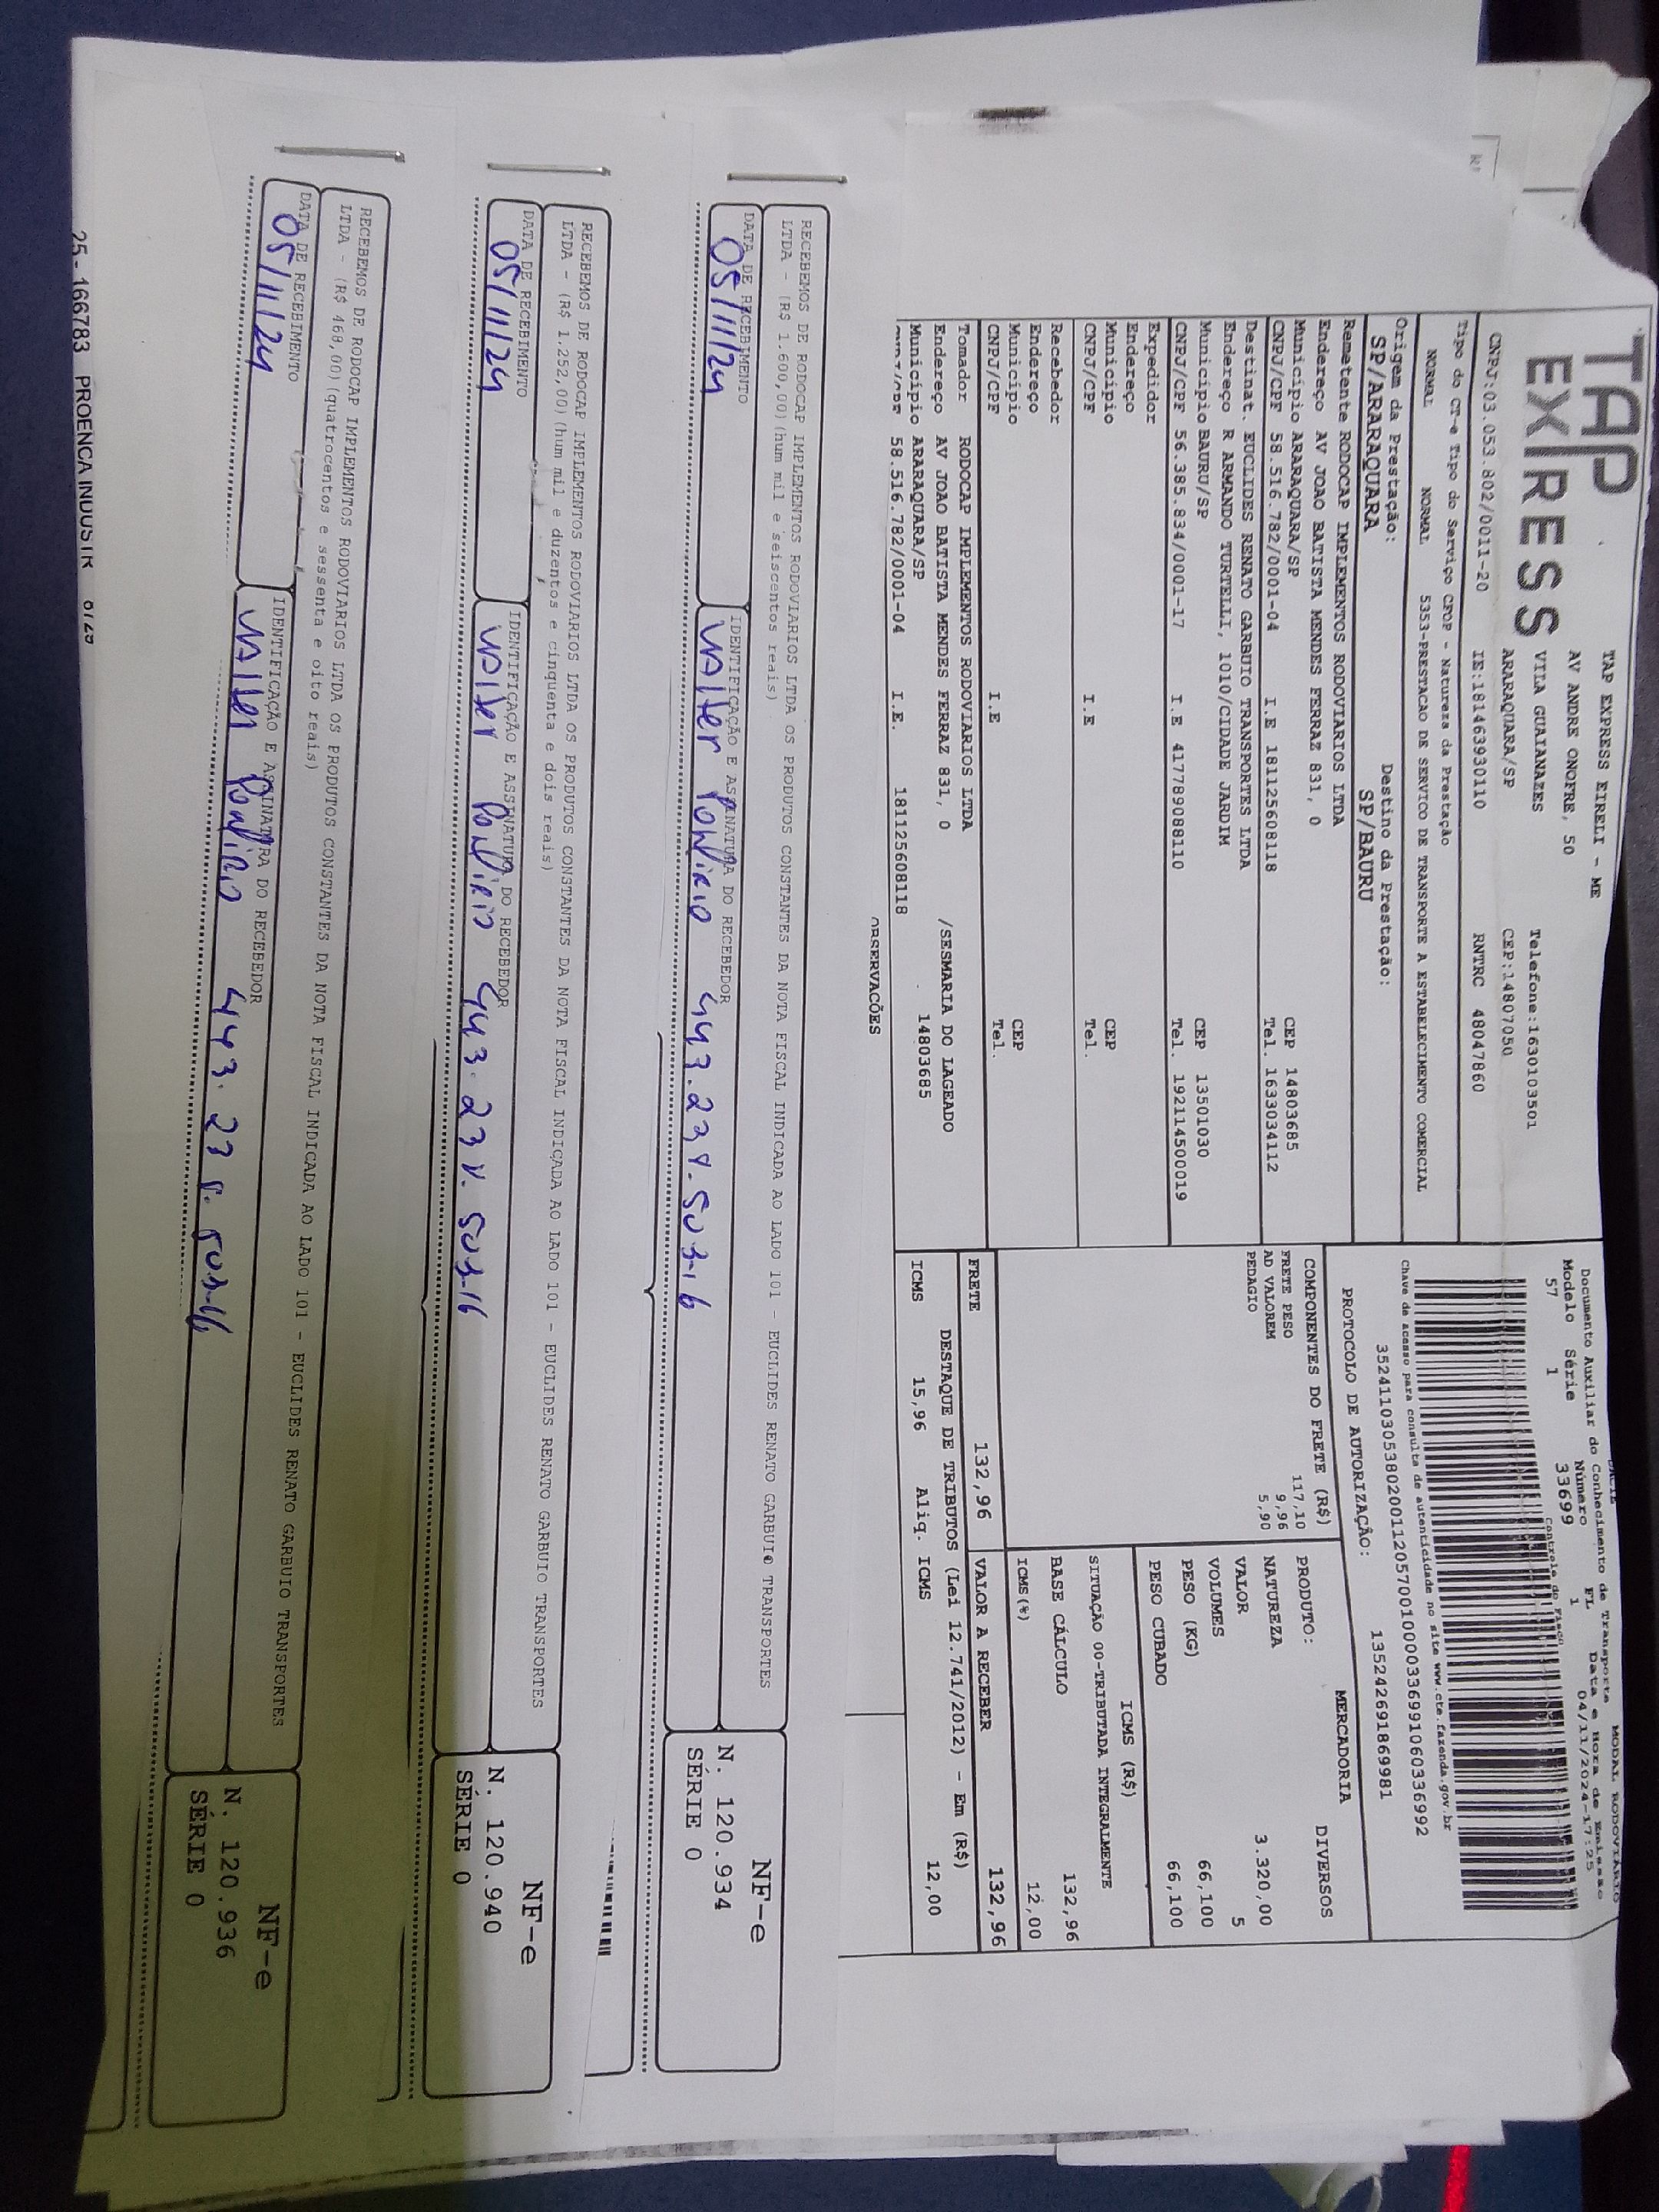 TAP
EXPRESS
TAP EXPRESS EIRELI - ME
AV ANDRE ONOFRE, 50
VILA GUAIANAZES
ARARAQUARA/SP
Telefone:1630103501
CEP:14807050
CNPJ:03.053.802/0011-20 IE:181463930110 RNTRC 48047860
Tipo do CT-e Tipo do Serviço CFOP - Natureza da Prestação
NORMAL NORMAL 5353-PRESTACAO DE SERVICO DE TRANSPORTE A ESTABELECIMENTO COMERCIAL
Origem da Prestação: Destino da Prestação:
SP/ARARAQUARA SP/BAURU
Remetente RODOCAP IMPLEMENTOS RODOVIARIOS LTDA
Endereço AV JOAO BATISTA MENDES FERRAZ 831, 0
Município ARARAQUARA/SP CEP 14803685
CNPJ/CPF 58.516.782/0001-04 I.E 181125608118 Tel. 1633034112
Destinat. EUCLIDES RENATO GARBUIO TRANSPORTES LTDA
Endereço R ARMANDO TURTELLI, 1010/CIDADE JARDIM
Município BAURU/SP CEP 13501030
CNPJ/CPF 56.385.834/0001-17 I.E 417789088110 Tel. 192114500019
Expedidor
Endereço
Município CEP
CNPJ/CPF I.E Tel.
Recebedor
Endereço
Município CEP
CNPJ/CPF I.E Tel.
Tomador RODOCAP IMPLEMENTOS RODOVIARIOS LTDA
Endereço AV JOAO BATISTA MENDES FERRAZ 831, 0 /SESMARIA DO LAGEADO
Município ARARAQUARA/SP 14803685
CNPJ/CPF 58.516.782/0001-04 I.E. 181125608118
OBSERVAÇÕES
MODAL RODOVIÁRIO
Documento Auxiliar do Conhecimento de Transporte
Modelo Série Número FL Data e Hora de Emissão
57 1 33699 1 04/11/2024-17:25
Controle do Fisco
Chave de acesso para consulta de autenticidade no site www.cte.fazenda.gov.br
35241103053802001120570010000336991060336992
PROTOCOLO DE AUTORIZAÇÃO: 135242691869981
COMPONENTES DO FRETE (R$)
FRETE PESO 117,10
AD VALOREM 9,96
PEDAGIO 5,90
MERCADORIA
PRODUTO: DIVERSOS
NATUREZA
VALOR 3.320,00
VOLUMES 5
PESO (KG) 66,100
PESO CUBADO 66,100
ICMS (R$)
SITUAÇÃO 00-TRIBUTADA INTEGRALMENTE
BASE CÁLCULO 132,96
ICMS(%) 12,00
FRETE 132,96 VALOR A RECEBER 132,96
DESTAQUE DE TRIBUTOS (Lei 12.741/2012) - Em (R$)
ICMS 15,96 Aliq. ICMS 12,00
RECEBEMOS DE RODOCAP IMPLEMENTOS RODOVIARIOS LTDA OS PRODUTOS CONSTANTES DA NOTA FISCAL INDICADA AO LADO 101 - EUCLIDES RENATO GARBUIO TRANSPORTES
LTDA - (R$ 1.600,00)(hum mil e seiscentos reais)
DATA DE RECEBIMENTO IDENTIFICAÇÃO E ASSINATURA DO RECEBEDOR
05/11/24 Walter
NF-e
N. 120.934
SÉRIE 0
RECEBEMOS DE RODOCAP IMPLEMENTOS RODOVIARIOS LTDA OS PRODUTOS CONSTANTES DA NOTA FISCAL INDICADA AO LADO 101 - EUCLIDES RENATO GARBUIO TRANSPORTES
LTDA - (R$ 1.252,00)(hum mil e duzentos e cinquenta e dois reais)
DATA DE RECEBIMENTO IDENTIFICAÇÃO E ASSINATURA DO RECEBEDOR
05/11/24 Walter
NF-e
N. 120.940
SÉRIE 0
RECEBEMOS DE RODOCAP IMPLEMENTOS RODOVIARIOS LTDA OS PRODUTOS CONSTANTES DA NOTA FISCAL INDICADA AO LADO 101 - EUCLIDES RENATO GARBUIO TRANSPORTES
LTDA - (R$ 468,00)(quatrocentos e sessenta e oito reais)
DATA DE RECEBIMENTO IDENTIFICAÇÃO E ASSINATURA DO RECEBEDOR
05/11/24 Walter
NF-e
N. 120.936
SÉRIE 0
25 - 166783 PROENCA INDUSTR